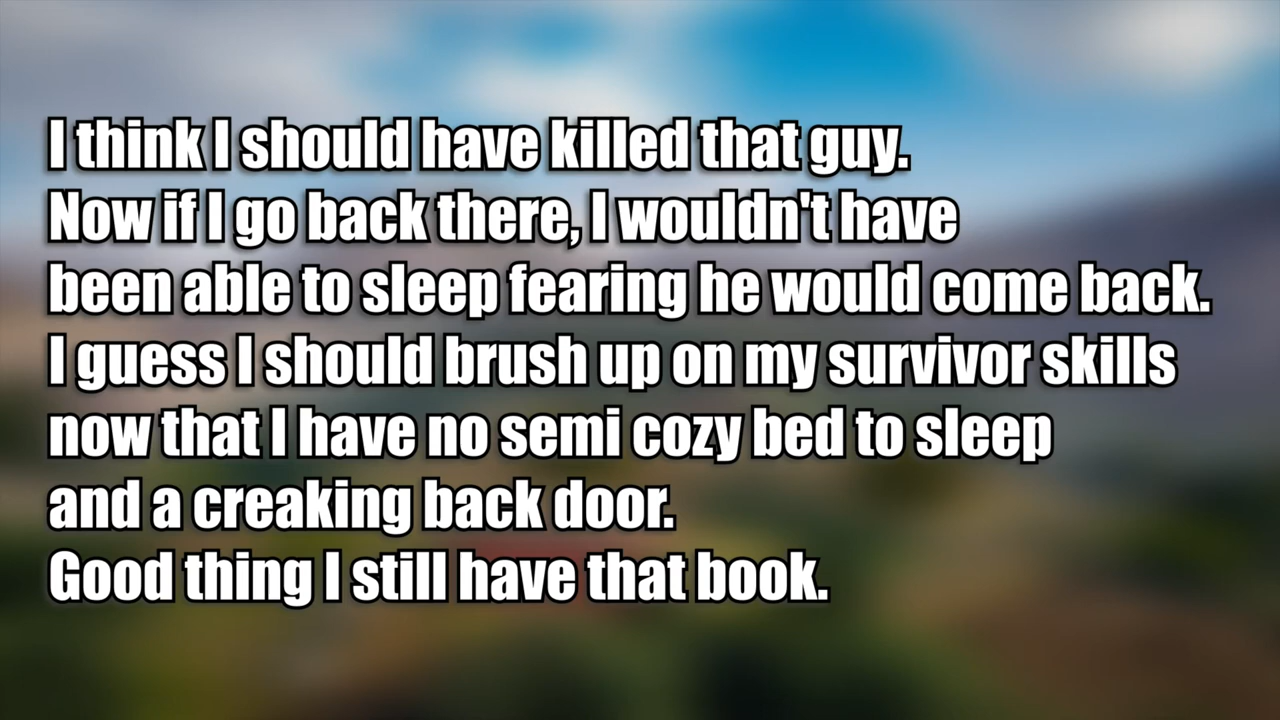 I think I should have killed that guy.
Now if I go back there, I wouldn't have
been able to sleep fearing he would come back.
I guess I should brush up on my survivor skills
now that I have no semi cozy bed to sleep
and a creaking back door.
Good thing I still have that book.